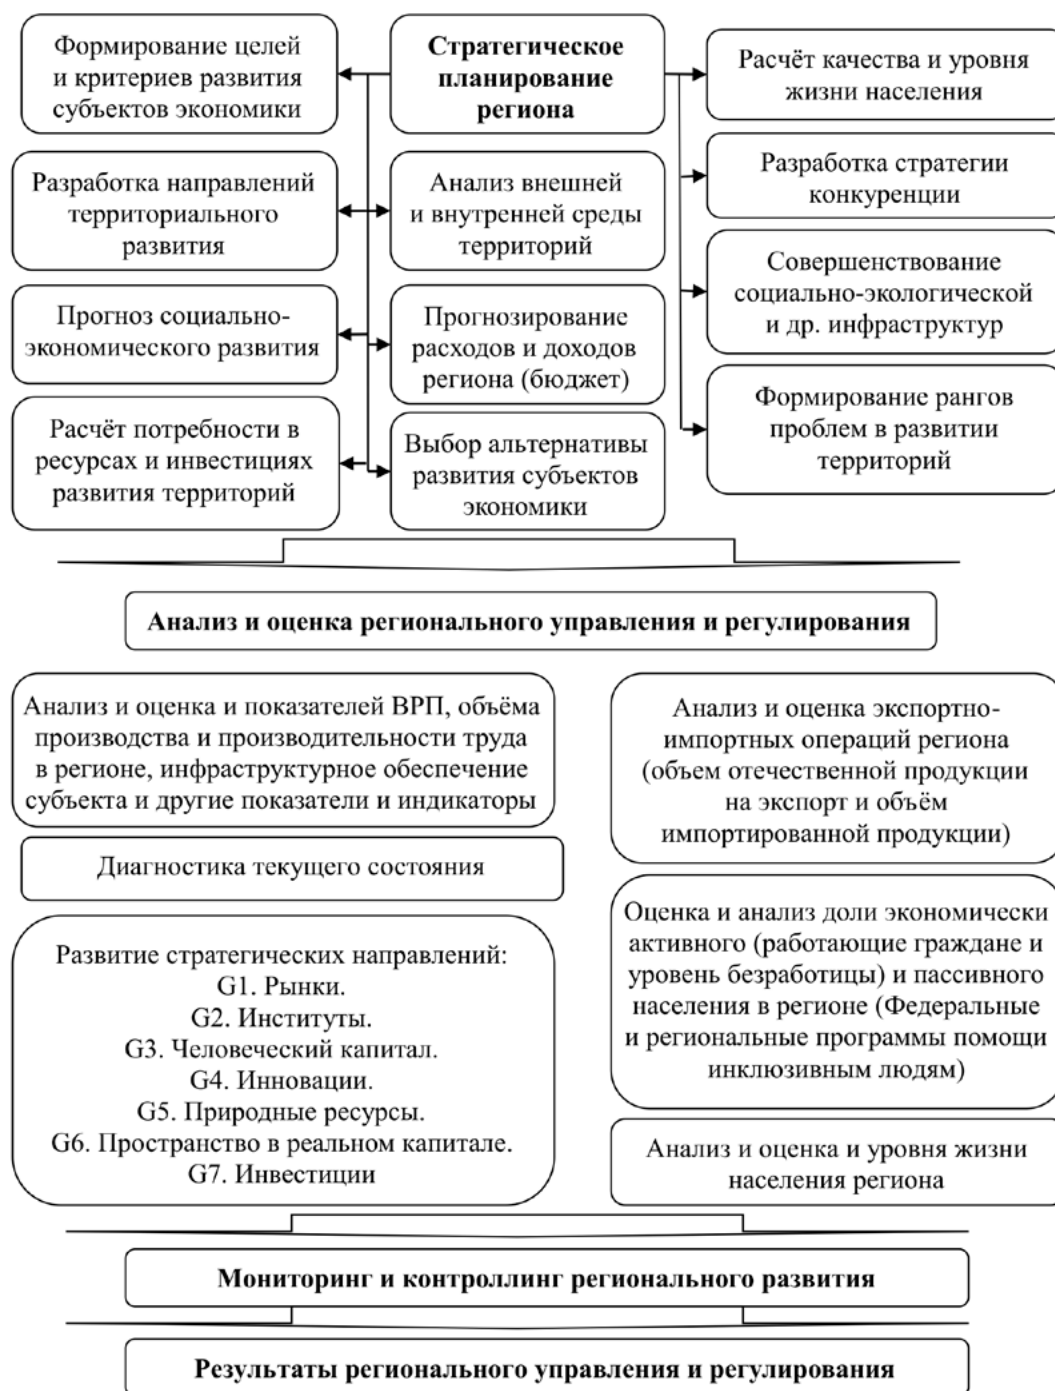 Формирование целей
и критериев развития
субъектов экономики
Стратегическое
планирование
региона
Расчёт качества и уровня
жизни населения
Разработка направлений
территориального
развития
Анализ внешней
и внутренней среды
территорий
Разработка стратегии
конкуренции
Прогноз социально-
экономического развития
Прогнозирование
расходов и доходов
региона (бюджет)
Совершенствование
социально-экологической
и др. инфраструктур
Расчёт потребности в
ресурсах и инвестициях
развития территорий
Выбор альтернативы
развития субъектов
экономики
Формирование рангов
проблем в развитии
территорий
Анализ и оценка регионального управления и регулирования
Анализ и оценка и показателей ВРП, объёма
производства и производительности труда
в регионе, инфраструктурное обеспечение
субъекта и другие показатели и индикаторы
Диагностика текущего состояния
Развитие стратегических направлений:
G1. Рынки.
G2. Институты.
G3. Человеческий капитал.
G4. Инновации.
G5. Природные ресурсы.
G6. Пространство в реальном капитале.
G7. Инвестиции
Анализ и оценка экспортно-
импортных операций региона
(объем отечественной продукции
на экспорт и объём
импортированной продукции)
Оценка и анализ доли экономически
активного (работающие граждане и
уровень безработицы) и пассивного
населения в регионе (Федеральные
и региональные программы помощи
инклюзивным людям)
Анализ и оценка и уровня жизни
населения региона
Мониторинг и контроллинг регионального развития
Результаты регионального управления и регулирования